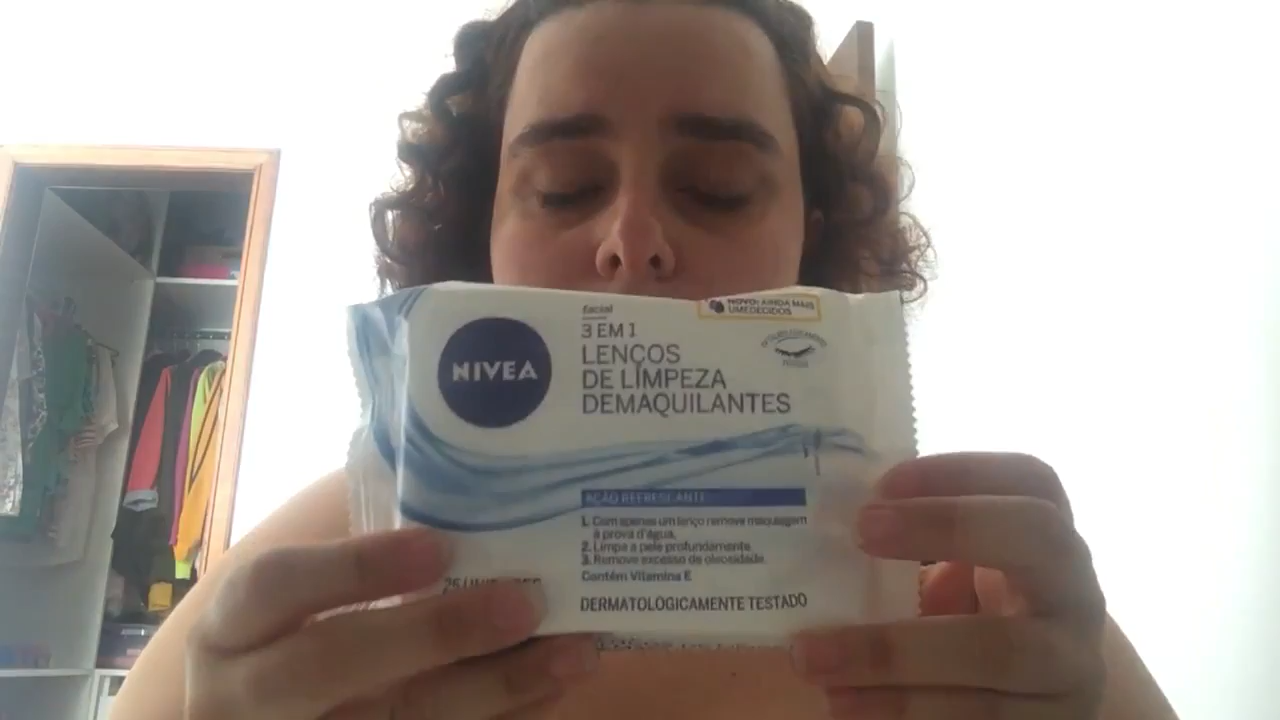 NOVO: AINDA MAIS
UMEDECIDOS
facial
3 EM 1
LENÇOS
DE LIMPEZA
DEMAQUILANTES
NIVEA
AÇÃO REFRESCANTE
1. Com apenas um lenço remove maquiagem
à prova d'água.
2. Limpa a pele profundamente.
3. Remove excesso de oleosidade.
Contém Vitamina E
25
DERMATOLOGICAMENTE TESTADO